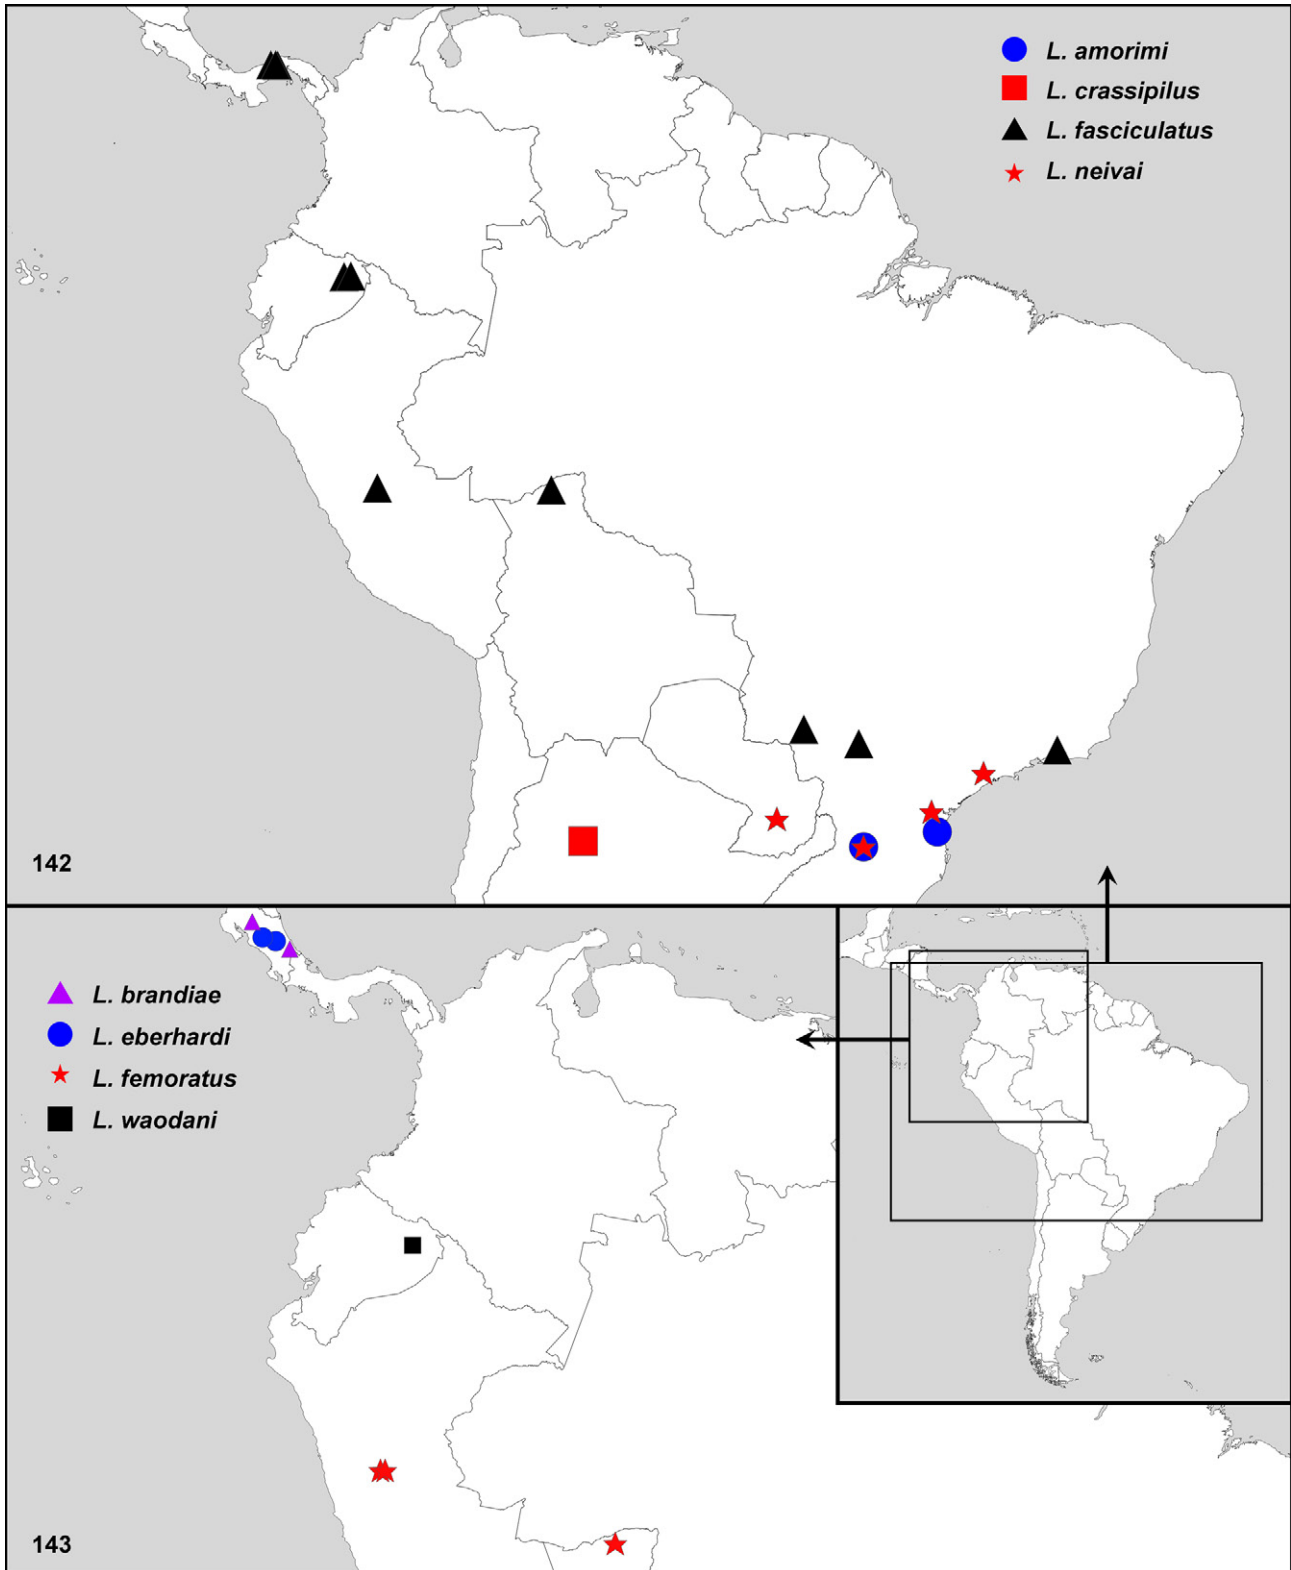 L. amorimi
L. crassipilus
L. fasciculatus
L. neivai
142
L. brandiae
L. eberhardi
L. femoratus
L. waodani
143